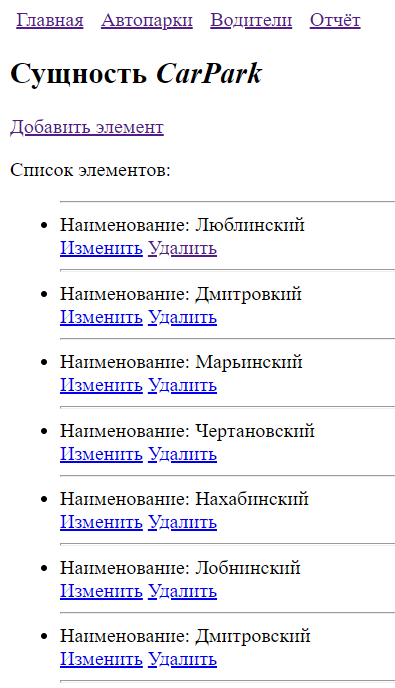 Главная Автопарки Водители Отчёт
Сущность CarPark
Добавить элемент
Список элементов:
Наименование: Люблинский
Изменить Удалить
Наименование: Дмитровкий
Изменить Удалить
Наименование: Марьинский
Изменить Удалить
Наименование: Чертановский
Изменить Удалить
Наименование: Нахабинский
Изменить Удалить
Наименование: Лобнинский
Изменить Удалить
Наименование: Дмитровский
Изменить Удалить